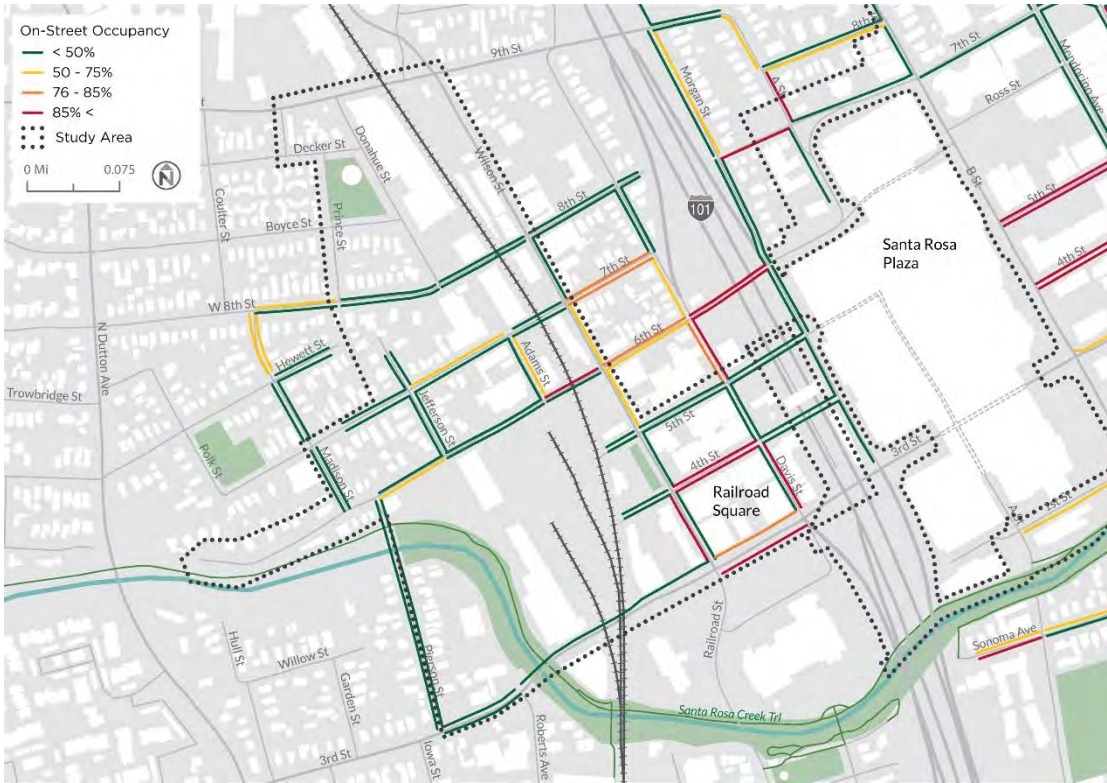 On-Street Occupancy
< 50%
50 - 75%
76 - 85%
85% <
Study Area
0 Mi 0.075
N
9th St
t
Decker St
Donahue St
Coulter St
Prince St
Boyce St
Wilson St
8th St
Morgan St
A St
8th
7th St
Mendocino Ave
Ross St
B St
5th St
4th St
101
Santa Rosa
Plaza
7th St
W 8th St
N Dutton Ave
Hewett St
Trowbridge St
Polk St
Madison St
Jefferson St
Adams St
6th St
5th St
4th St
Davis St
Railroad
Square
3rd St
A St
1st St
Sonoma Ave
Hull St
Willow St
Garden St
Pierson St
Iowa St
3rd St
Roberts Ave
Railroad St
Santa Rosa Creek Trl